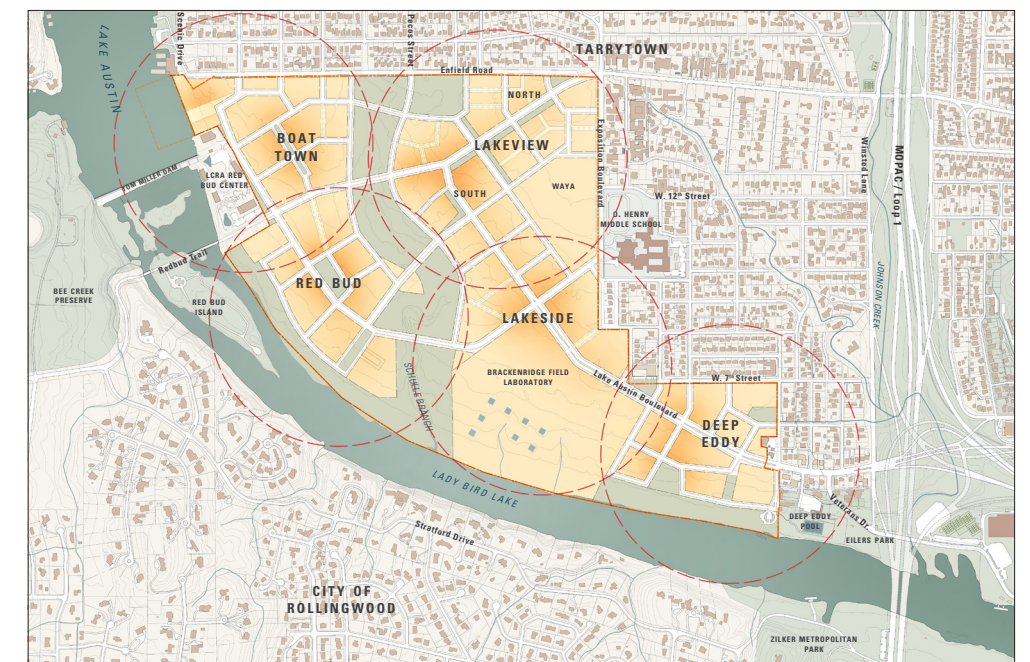 LAKE AUSTIN
Scenic Drive
Pecos Street
TARRYTOWN
Enfield Road
NORTH
BOAT
TOWN
LAKEVIEW
Exposition Boulevard
Winsted Lane
MOPAC / Loop 1
TOM MILLER DAM
LCRA RED
BUD CENTER
SOUTH
WAYA
W. 12th Street
O. HENRY
MIDDLE SCHOOL
Redbud Trail
BEE CREEK
PRESERVE
RED BUD
ISLAND
RED BUD
LAKESIDE
JOHNSON CREEK
BRACKENRIDGE FIELD
LABORATORY
SCHULLE BRANCH
Lake Austin Boulevard
W. 7th Street
DEEP
EDDY
LADY BIRD LAKE
Stratford Drive
Veterans Dr.
DEEP EDDY
POOL
EILERS PARK
CITY OF
ROLLINGWOOD
ZILKER METROPOLITAN
PARK